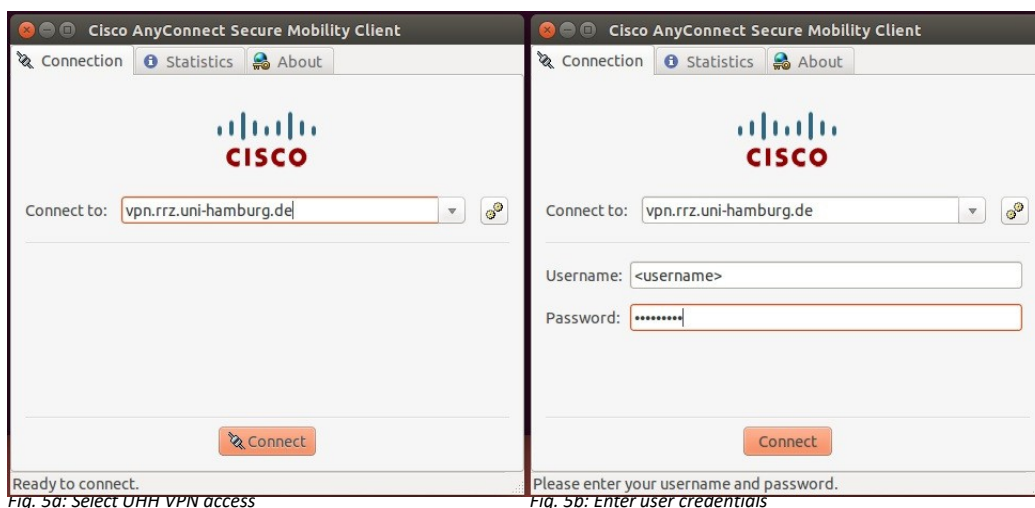 Cisco AnyConnect Secure Mobility Client
Connection Statistics About
CISCO
Connect to: vpn.rrz.uni-hamburg.de
Connect
Ready to connect.
Fig. 5a: Select UHH VPN access
Cisco AnyConnect Secure Mobility Client
Connection Statistics About
CISCO
Connect to: vpn.rrz.uni-hamburg.de
Username: <username>
Password: •••••••••
Connect
Please enter your username and password.
Fig. 5b: Enter user credentials